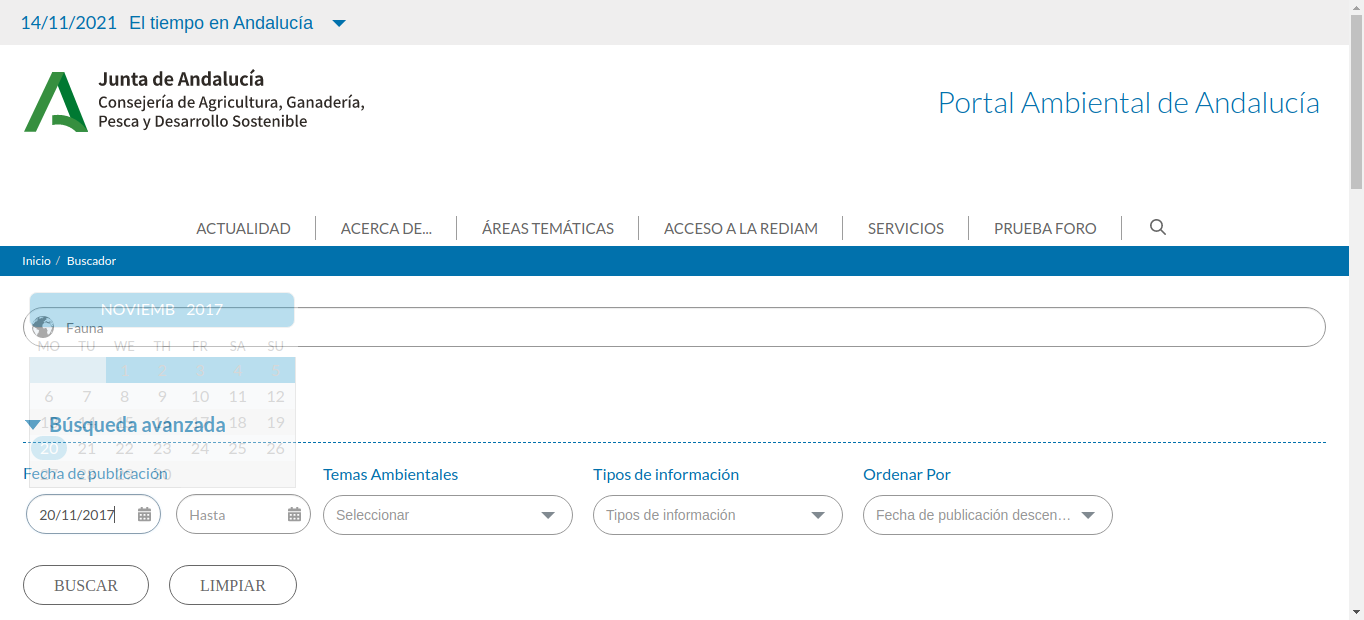 14/11/2021 El tiempo en Andalucía
Junta de Andalucía
Consejería de Agricultura, Ganadería,
Pesca y Desarrollo Sostenible
Portal Ambiental de Andalucía
ACTUALIDAD
ACERCA DE...
ÁREAS TEMÁTICAS
ACCESO A LA REDIAM
SERVICIOS
PRUEBA FORO
Inicio / Buscador
NOVIEMB 2017
Fauna
MO TU WE TH FR SA SU
1 2 3 4 5
6 7 8 9 10 11 12
13 14 15 16 17 18 19
Búsqueda avanzada
20 21 22 23 24 25 26
27 28 29 30
Fecha de publicación
Temas Ambientales
Tipos de información
Ordenar Por
20/11/2017
Hasta
Seleccionar
Tipos de información
Fecha de publicación descen...
BUSCAR
LIMPIAR